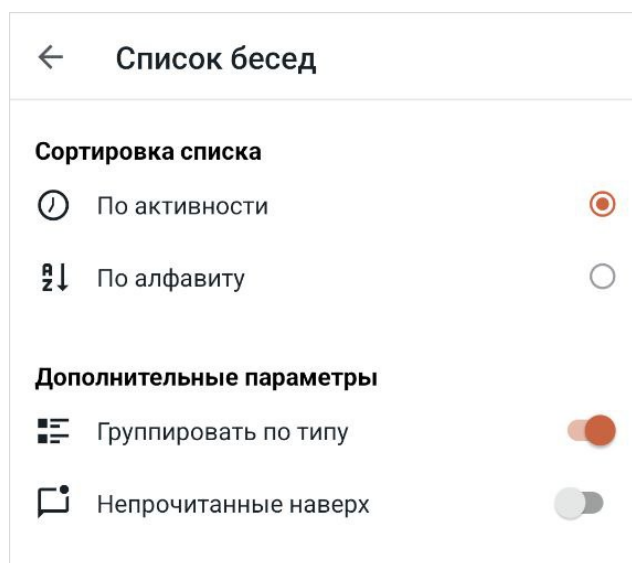 Список бесед
Сортировка списка
По активности
По алфавиту
Дополнительные параметры
Группировать по типу
Непрочитанные наверх